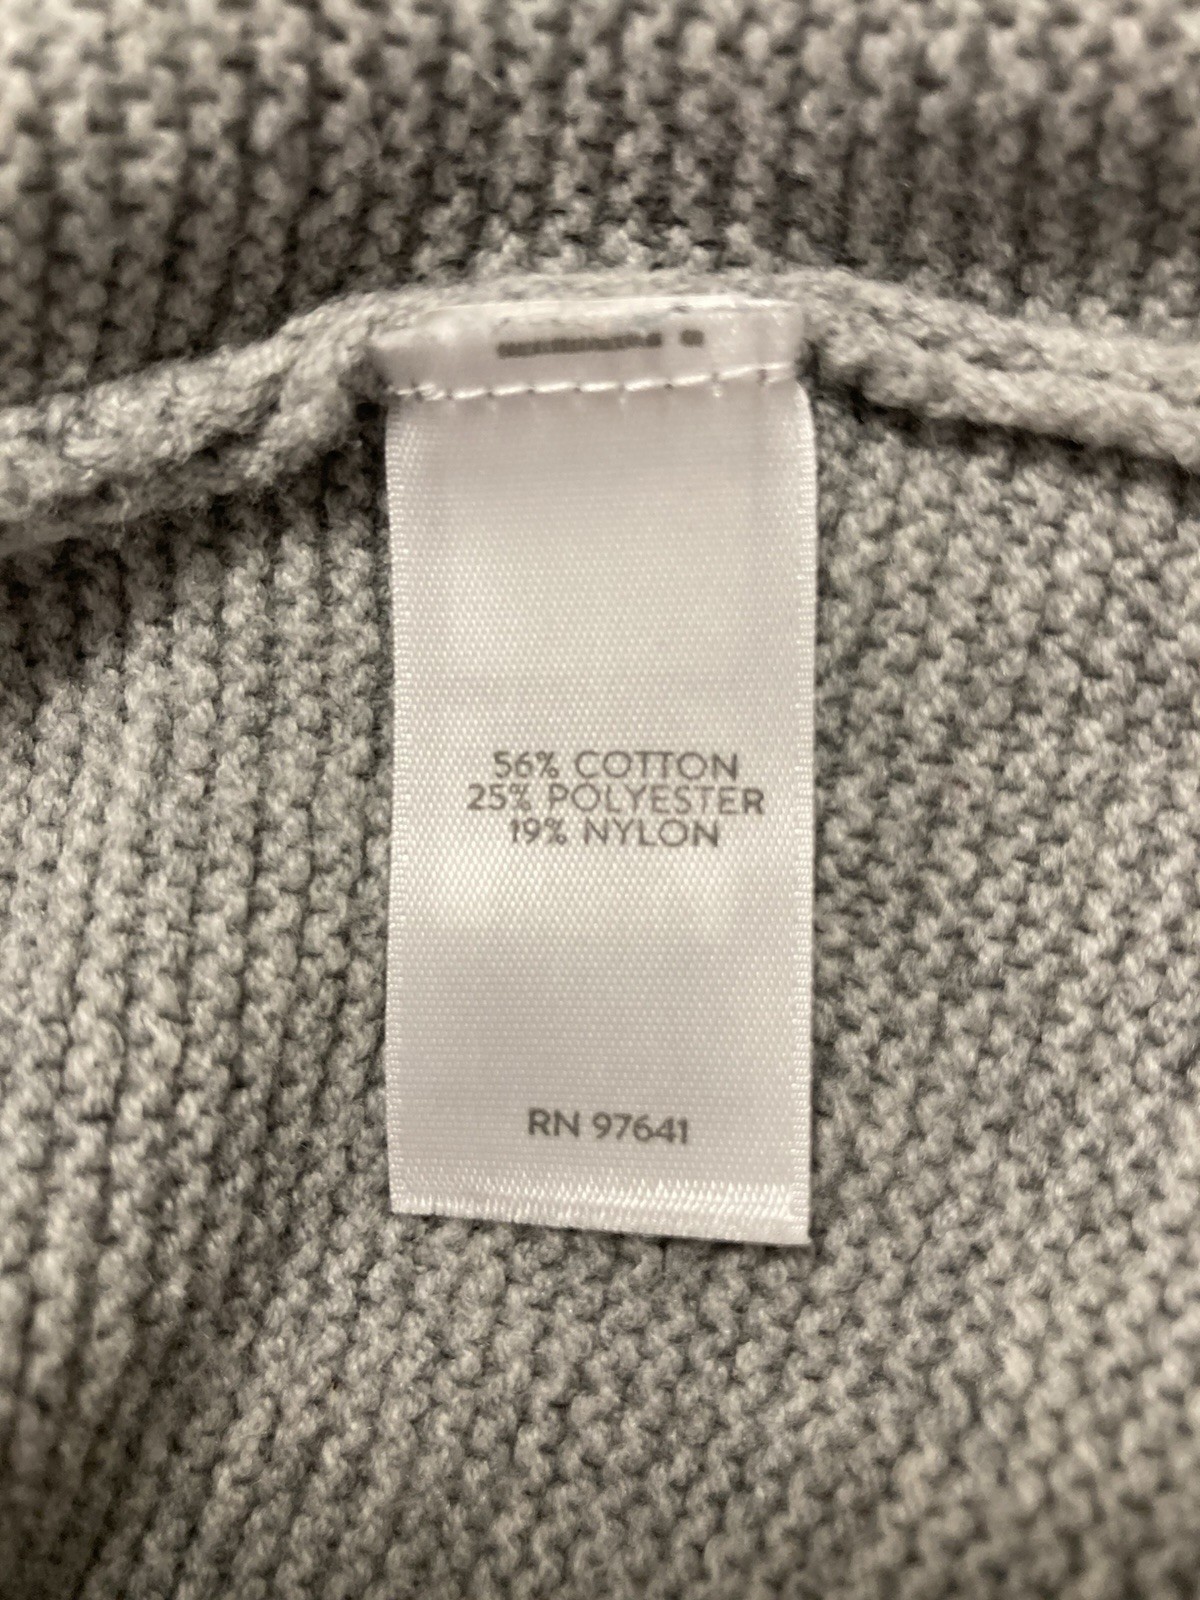 56% COTTON
25% POLYESTER
19% NYLON
RN 97641